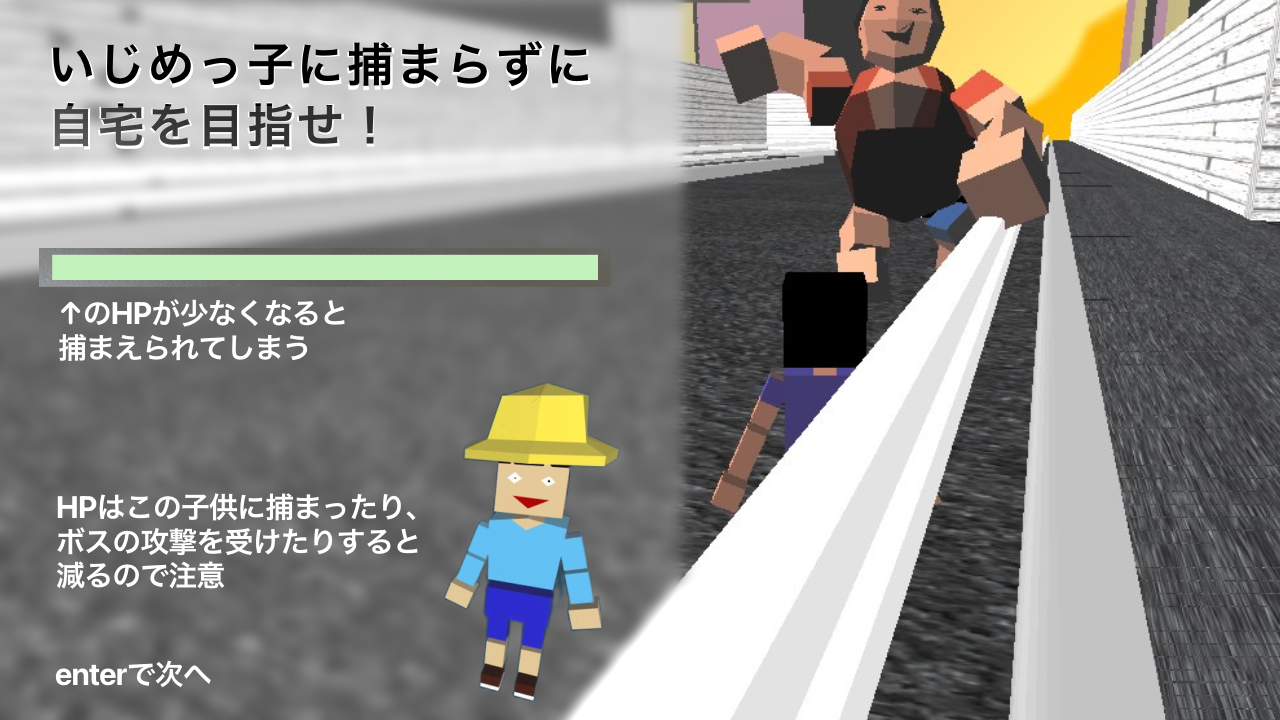 いじめっ子に捕まらずに
自宅を目指せ！
↑のHPが少なくなると
捕まえられてしまう
HPはこの子供に捕まったり、
ボスの攻撃を受けたりすると
減るので注意
enterで次へ